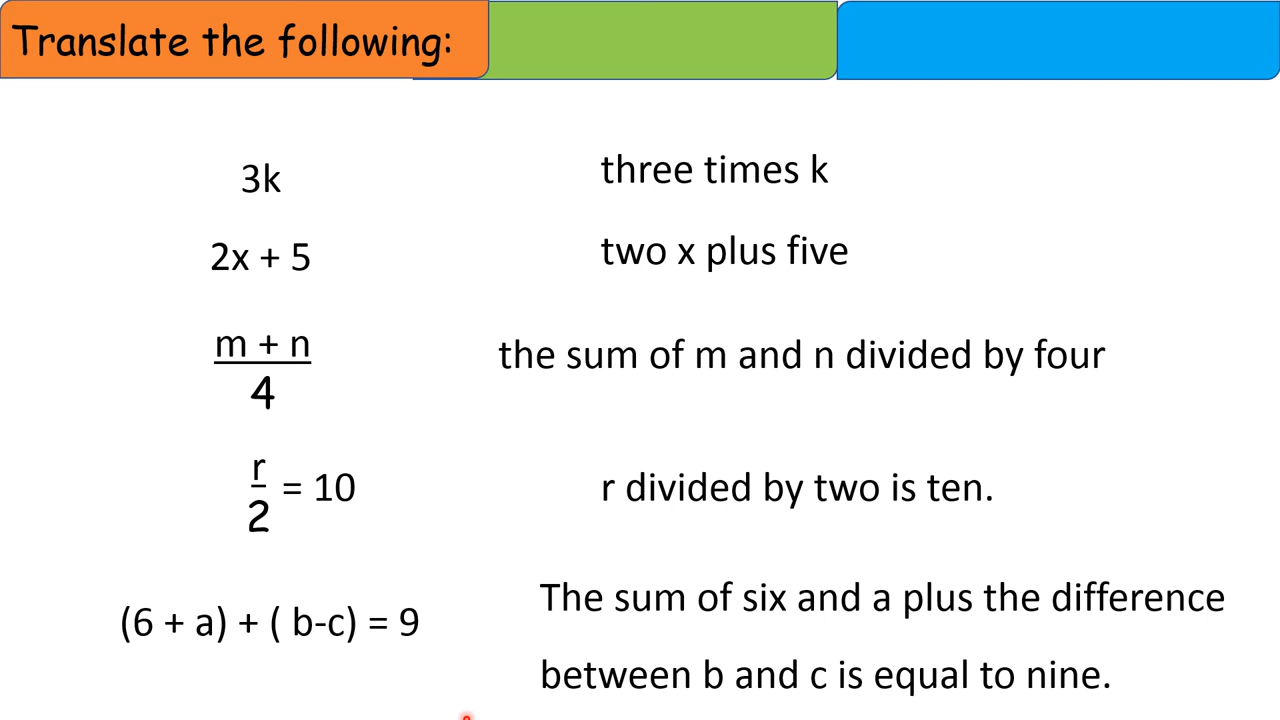 Translate the following:
3k three times k
2x + 5 two x plus five
m + n
4
the sum of m and n divided by four
r
2
= 10 r divided by two is ten.
(6 + a) + ( b-c) = 9
The sum of six and a plus the difference
between b and c is equal to nine.